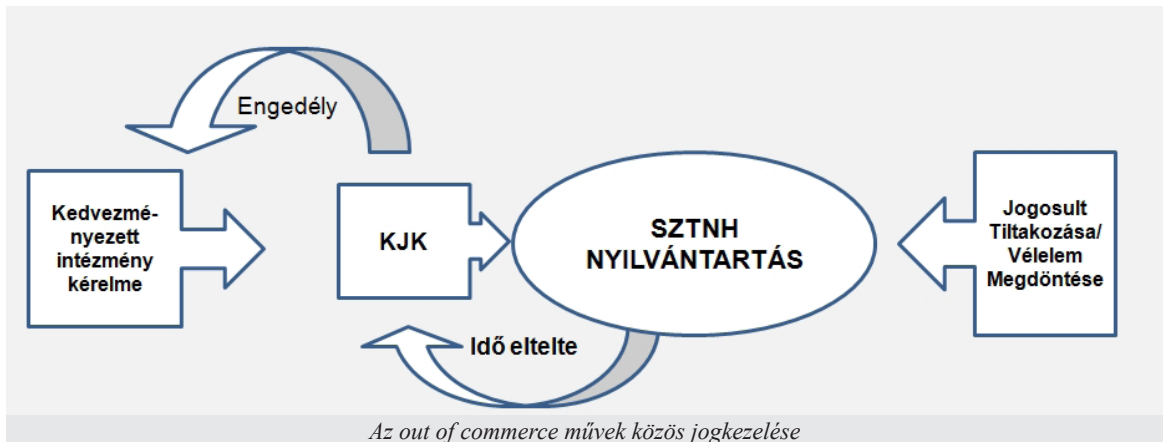 Engedély
Kedvezmé-
nyezett
intézmény
kérelme
KJK
SZTNH
NYILVÁNTARTÁS
Jogosult
Tiltakozása/
Vélelem
Megdöntése
Idő eltelte
Az out of commerce művek közös jogkezelése